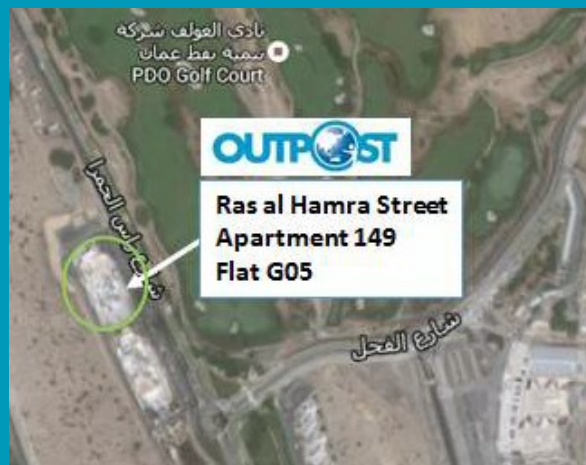 نادي الغولف شركة
تنمية نفط عمان
PDO Golf Court
OUTPOST
Ras al Hamra Street
Apartment 149
Flat G05
شارع راس الحمرا
شارع الفحل